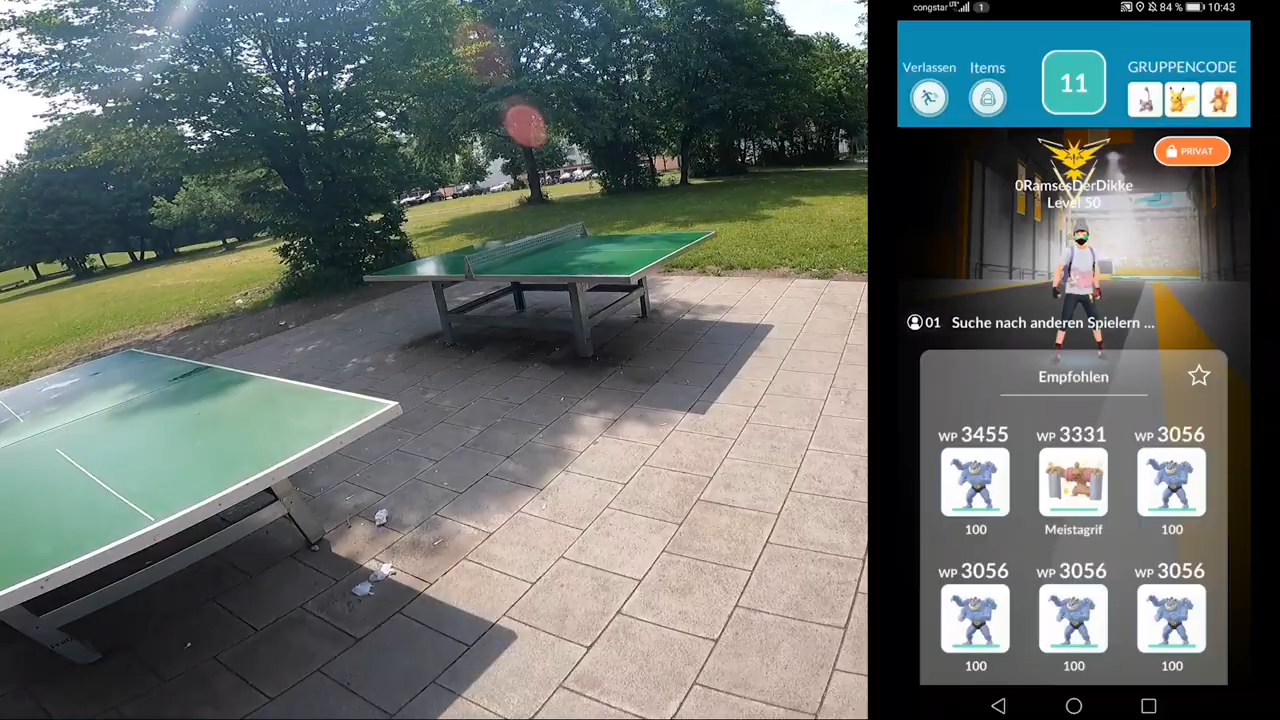 congstar 1 84 % 10:43
Verlassen Items 11 GRUPPENCODE
PRIVAT
0RamsesDerDikke
Level 50
01 Suche nach anderen Spielern ...
Empfohlen
WP 3455 WP 3331 WP 3056
100 Meistagrif 100
WP 3056 WP 3056 WP 3056
100 100 100